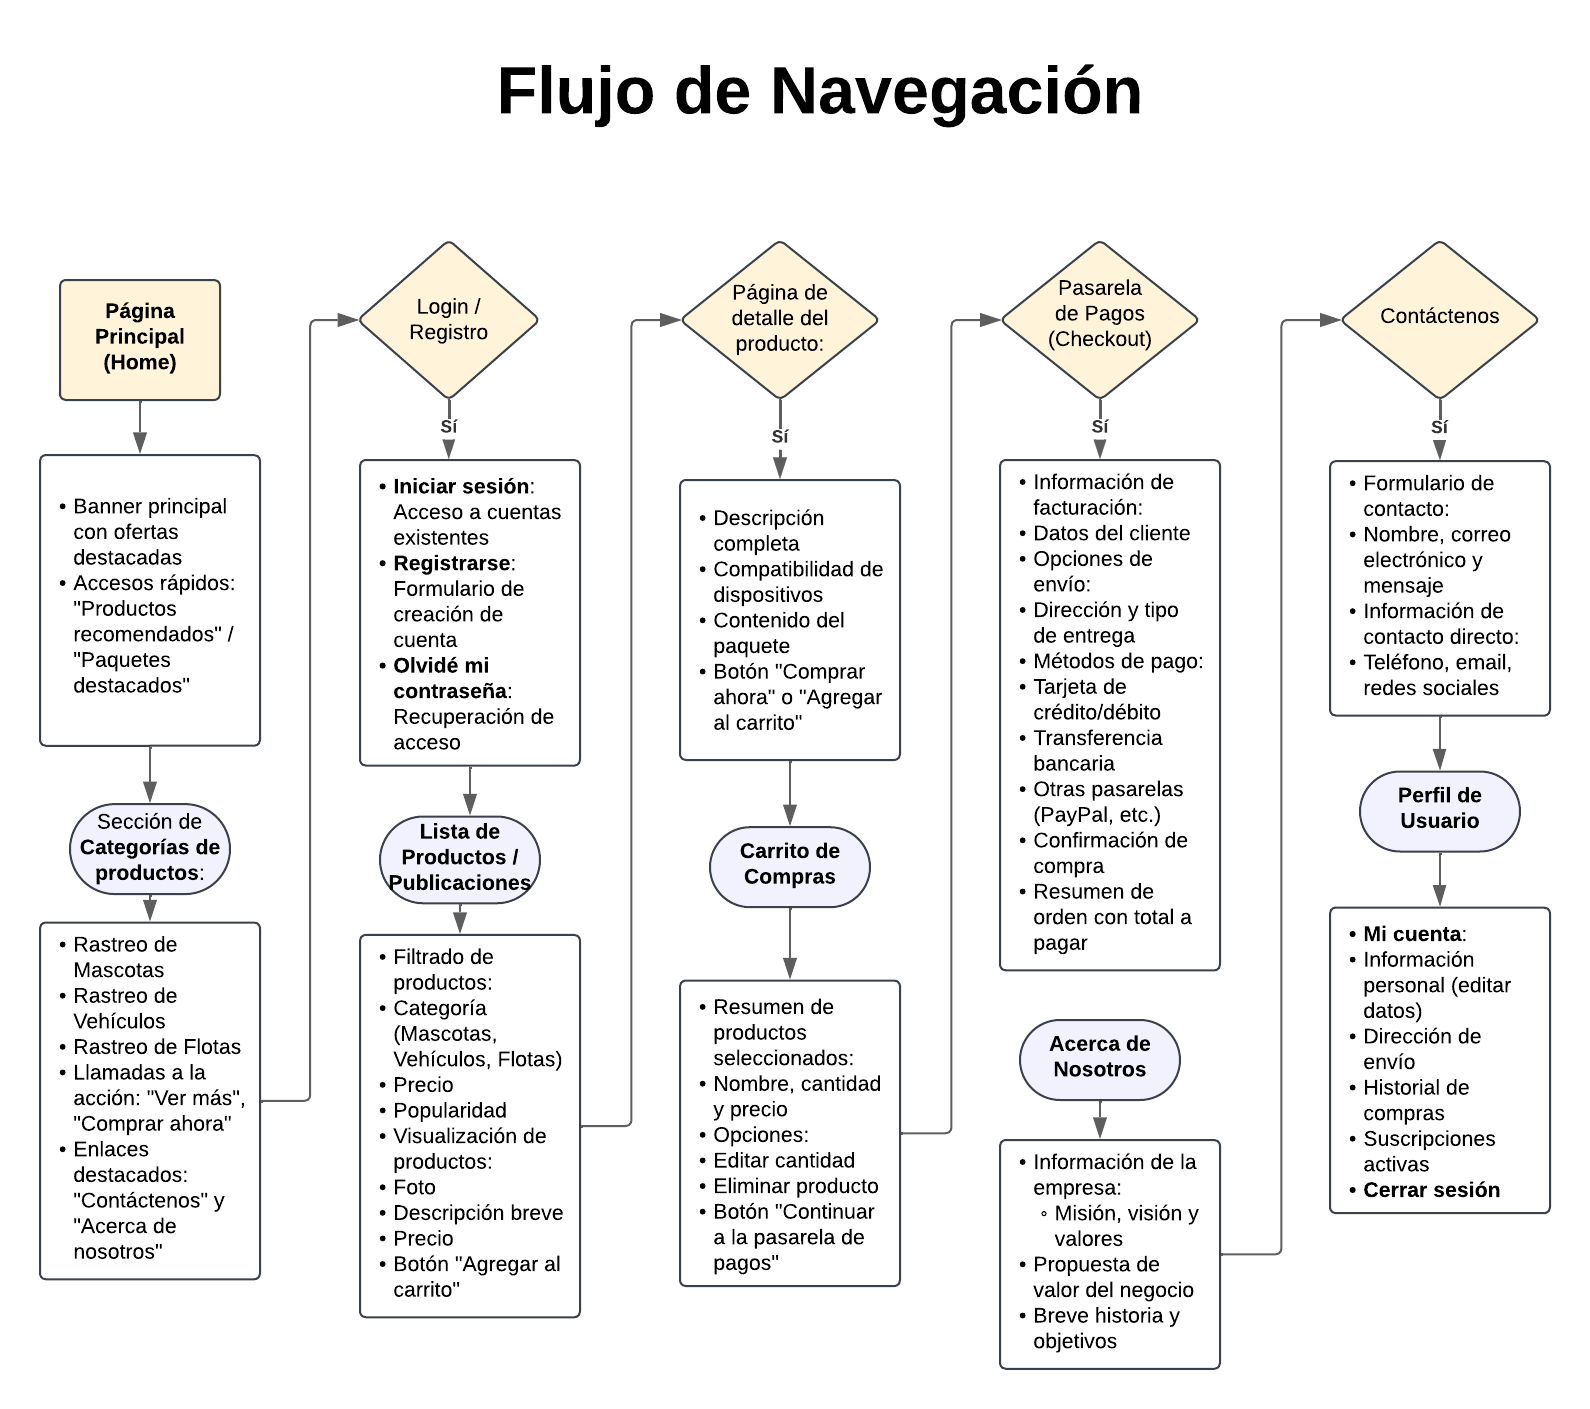 Flujo de Navegación
Página
Principal
(Home)
• Banner principal
con ofertas
destacadas
• Accesos rápidos:
"Productos
recomendados" /
"Paquetes
destacados"
Sección de
Categorías de
productos:
• Rastreo de
Mascotas
• Rastreo de
Vehículos
• Rastreo de Flotas
• Llamadas a la
acción: "Ver más",
"Comprar ahora"
• Enlaces
destacados:
"Contáctenos" y
"Acerca de
nosotros"
Login /
Registro
Sí
• Iniciar sesión:
Acceso a cuentas
existentes
• Registrarse:
Formulario de
creación de
cuenta
• Olvidé mi
contraseña:
Recuperación de
acceso
Lista de
Productos /
Publicaciones
• Filtrado de
productos:
• Categoría
(Mascotas,
Vehículos, Flotas)
• Precio
• Popularidad
• Visualización de
productos:
• Foto
• Descripción breve
• Precio
• Botón "Agregar al
carrito"
Página de
detalle del
producto:
Sí
• Descripción
completa
• Compatibilidad de
dispositivos
• Contenido del
paquete
• Botón "Comprar
ahora" o "Agregar
al carrito"
Carrito de
Compras
• Resumen de
productos
seleccionados:
• Nombre, cantidad
y precio
• Opciones:
• Editar cantidad
• Eliminar producto
• Botón "Continuar
a la pasarela de
pagos"
Pasarela
de Pagos
(Checkout)
Sí
• Información de
facturación:
• Datos del cliente
• Opciones de
envío:
• Dirección y tipo
de entrega
• Métodos de pago:
• Tarjeta de
crédito/débito
• Transferencia
bancaria
• Otras pasarelas
(PayPal, etc.)
• Confirmación de
compra
• Resumen de
orden con total a
pagar
Acerca de
Nosotros
• Información de la
empresa:
◦ Misión, visión y
valores
• Propuesta de
valor del negocio
• Breve historia y
objetivos
Contáctenos
Sí
• Formulario de
contacto:
• Nombre, correo
electrónico y
mensaje
• Información de
contacto directo:
• Teléfono, email,
redes sociales
Perfil de
Usuario
• Mi cuenta:
• Información
personal (editar
datos)
• Dirección de
envío
• Historial de
compras
• Suscripciones
activas
• Cerrar sesión